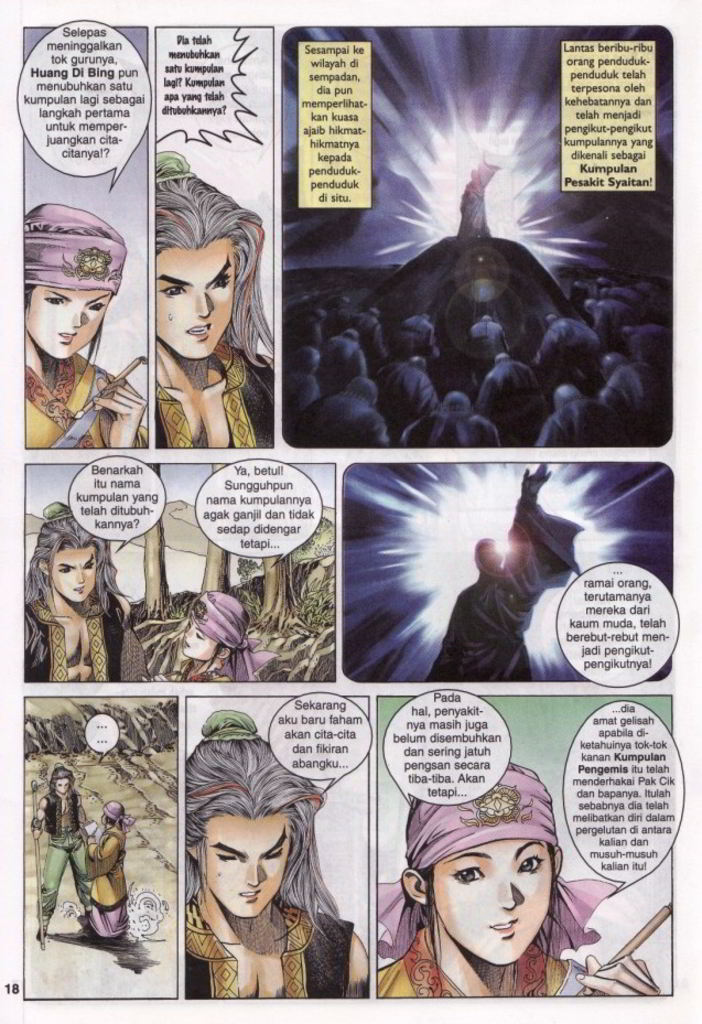 Selepas
meninggalkan
tok gurunya,
Huang Di Bing pun
menubuhkan satu
kumpulan lagi sebagai
langkah pertama
untuk memper-
juangkan cita-
citanya!?
Dia telah
menubuhkan
satu kumpulan
lagi? Kumpulan
apa yang telah
ditubuhkannya?
Sesampai ke
wilayah di
sempadan,
dia pun
memperlihat-
kan kuasa
ajaib hikmat-
hikmatnya
kepada
penduduk-
penduduk
di situ.
Lantas beribu-ribu
orang penduduk-
penduduk telah
terpesona oleh
kehebatannya dan
telah menjadi
pengikut-pengikut
kumpulannya yang
dikenali sebagai
Kumpulan
Pesakit Syaitan!
Benarkah
itu nama
kumpulan yang
telah ditubuh-
kannya?
Ya, betul!
Sungguhpun
nama kumpulannya
agak ganjil dan tidak
sedap didengar
tetapi...
...
ramai orang,
terutamanya
mereka dari
kaum muda, telah
berebut-rebut men-
jadi pengikut-
pengikutnya!
...
...
Sekarang
aku baru faham
akan cita-cita
dan fikiran
abangku...
Pada
hal, penyakit-
nya masih juga
belum disembuhkan
dan sering jatuh
pengsan secara
tiba-tiba. Akan
tetapi...
...dia
amat gelisah
apabila di-
ketahuinya tok-tok
kanan Kumpulan
Pengemis itu telah
menderhakai Pak Cik
dan bapanya. Itulah
sebabnya dia telah
melibatkan diri dalam
pergelutan di antara
kalian dan
musuh-musuh
kalian itu!
18